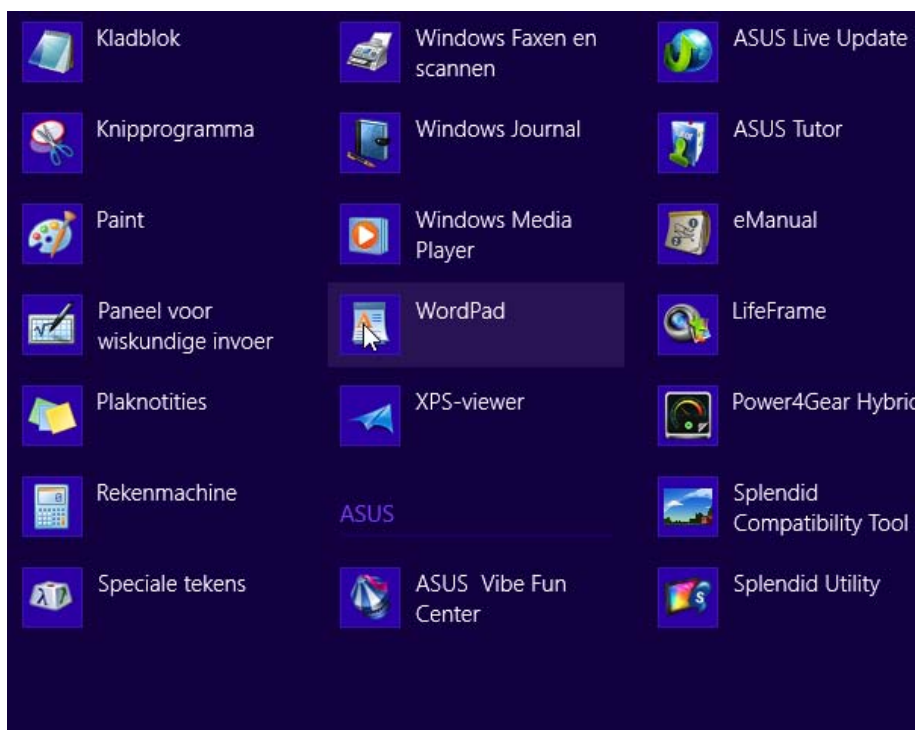 Kladblok
Knipprogramma
Paint
Paneel voor
wiskundige invoer
Plaknotities
Rekenmachine
Speciale tekens
Windows Faxen en
scannen
Windows Journal
Windows Media
Player
WordPad
XPS-viewer
ASUS
ASUS Vibe Fun
Center
ASUS Live Update
ASUS Tutor
eManual
LifeFrame
Power4Gear Hybrid
Splendid
Compatibility Tool
Splendid Utility